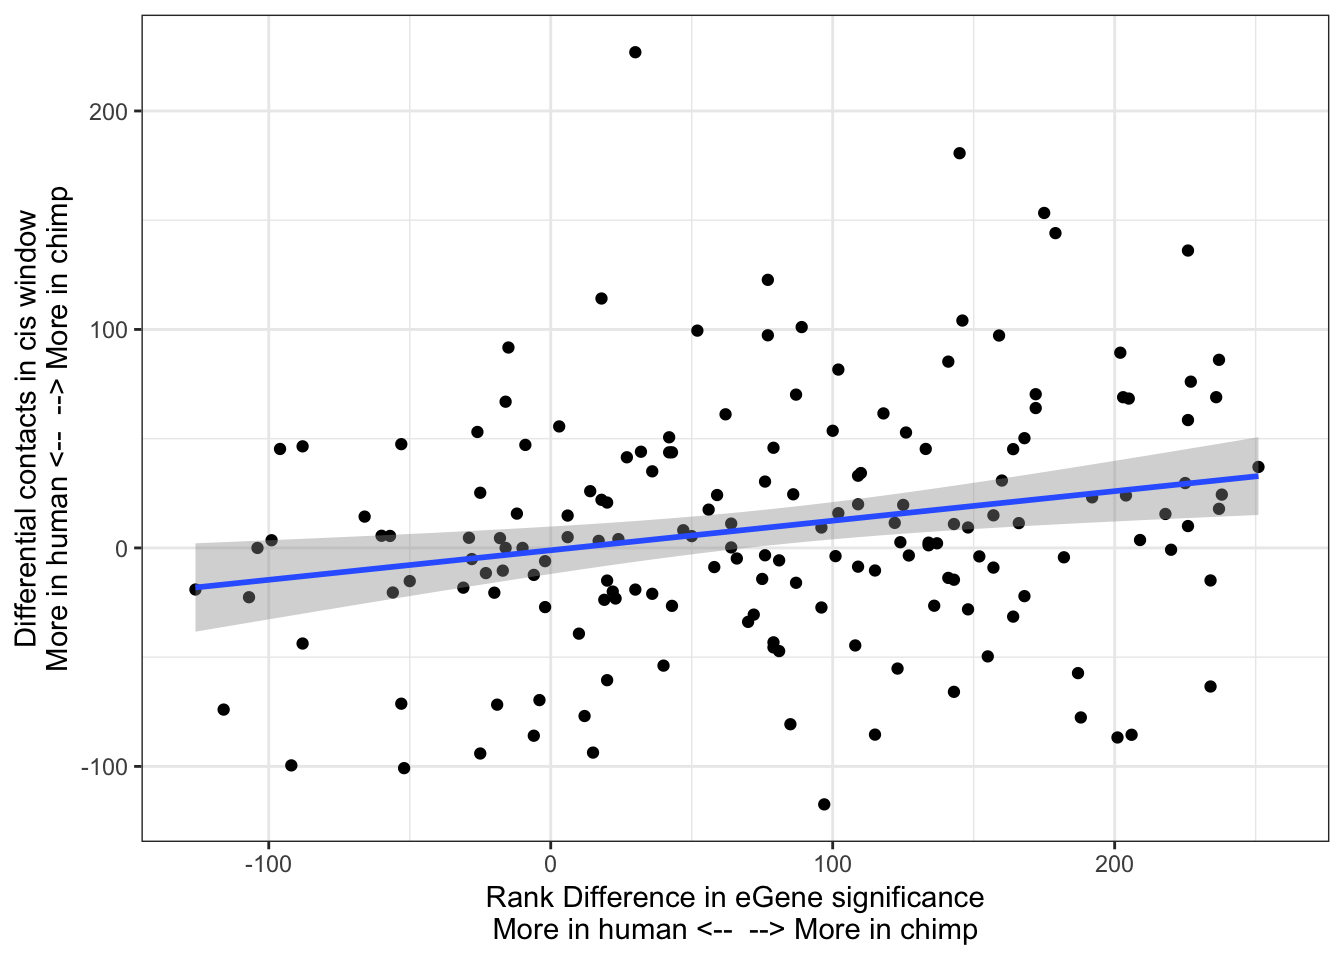 Differential contacts in cis window
More in human <--  --> More in chimp
200
100
0
-100
-100
0
100
200
Rank Difference in eGene significance
More in human <--  --> More in chimp